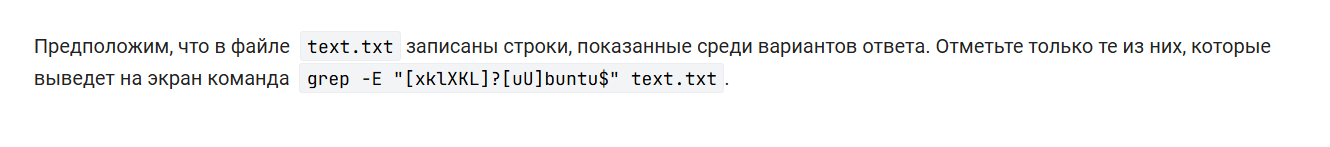 Предположим, что в файле text.txt записаны строки, показанные среди вариантов ответа. Отметьте только те из них, которые
выведет на экран команда grep -E "[xklXKL]?[uU]buntu$" text.txt.